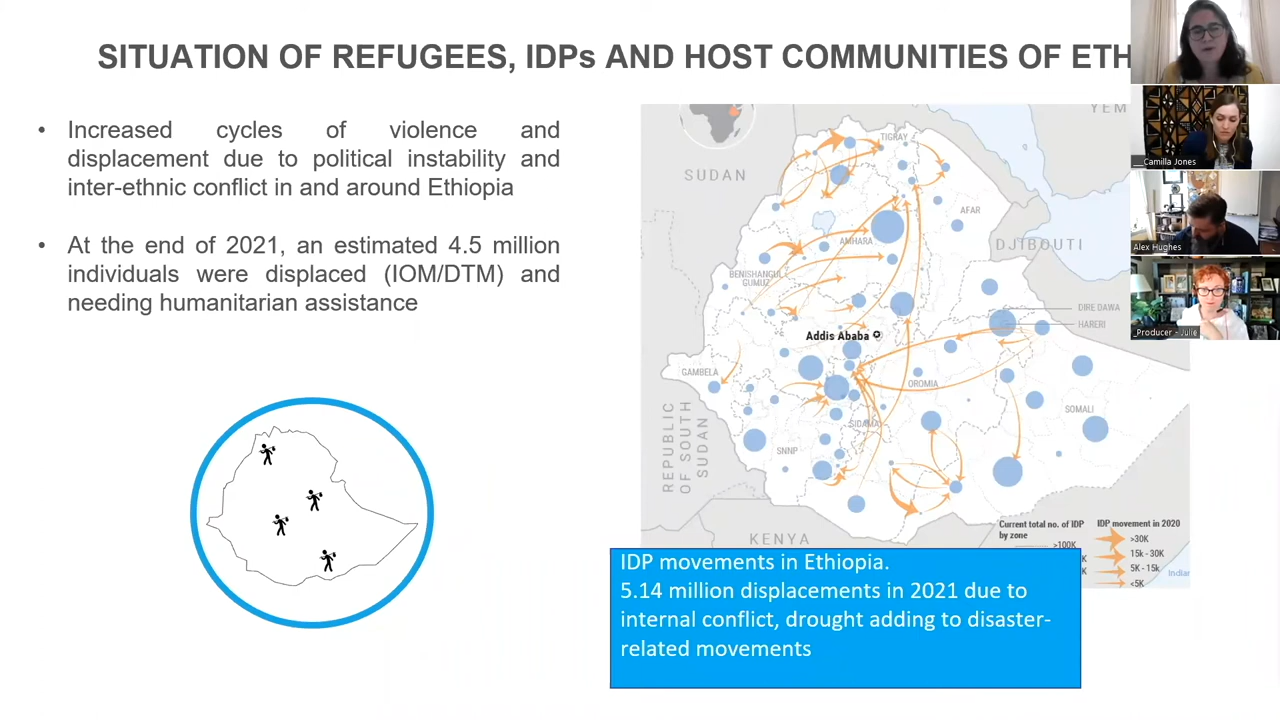 SITUATION OF REFUGEES, IDPs AND HOST COMMUNITIES OF ETH
• Increased cycles of violence and
displacement due to political instability and
inter-ethnic conflict in and around Ethiopia
• At the end of 2021, an estimated 4.5 million
individuals were displaced (IOM/DTM) and
needing humanitarian assistance
YEM
SUDAN
TIGRAY
AFAR
AMHARA
DJIBOUTI
BENISHANGUL
GUMUZ
DIRE DAWA
HARERI
Addis Ababa
GAMBELA
OROMIA
REPUBLIC
OF SOUTH
SUDAN
SOMALI
SIDAMA
SNNP
KENYA
Current total no. of IDP
by zone
>100K
K
K
IDP movement in 2020
>30K
15k - 30K
5K - 15k
<5K
Indian
IDP movements in Ethiopia.
5.14 million displacements in 2021 due to
internal conflict, drought adding to disaster-
related movements
__Camilla Jones
Alex Hughes
_Producer - Julie